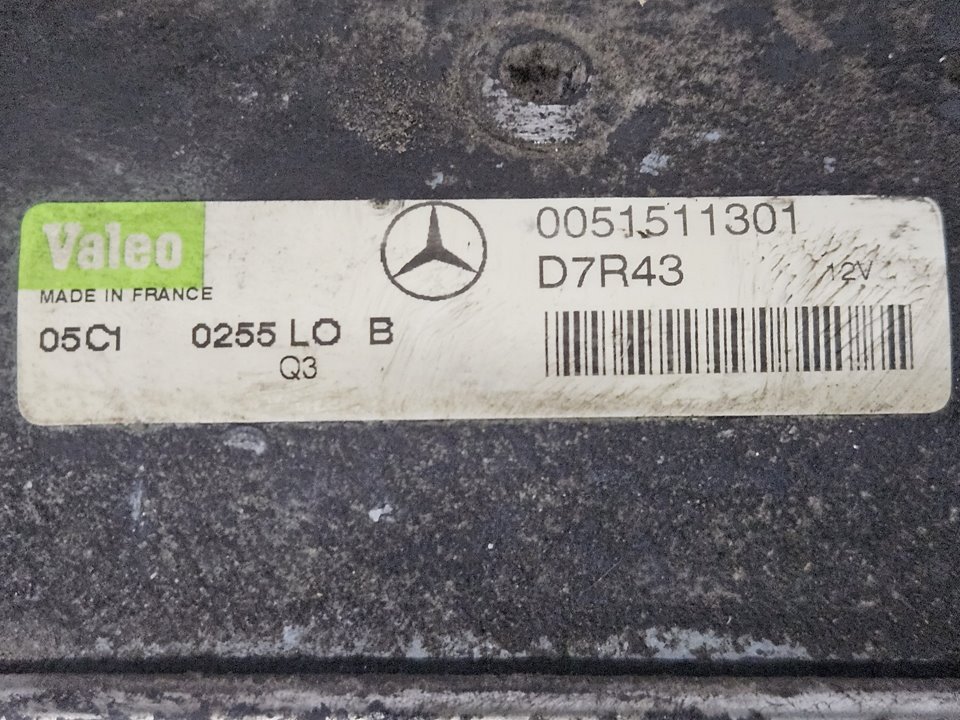 Valeo
0051511301
D7R43 12V
MADE IN FRANCE
05C1 0255 LO B
Q3